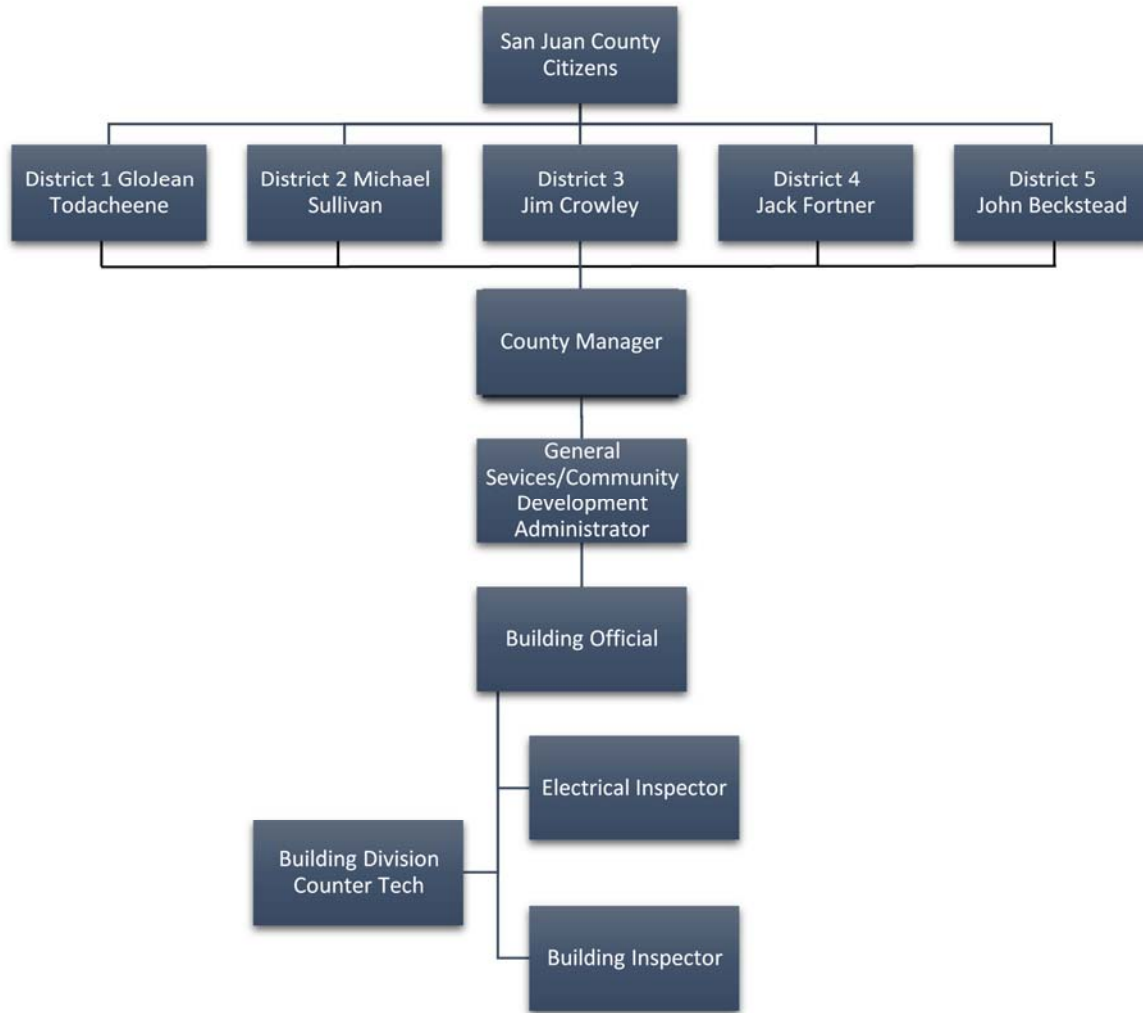 San Juan County
Citizens
District 1 GloJean
Todacheene
District 2 Michael
Sullivan
District 3
Jim Crowley
District 4
Jack Fortner
District 5
John Beckstead
County Manager
General
Sevices/Community
Development
Administrator
Building Official
Electrical Inspector
Building Division
Counter Tech
Building Inspector